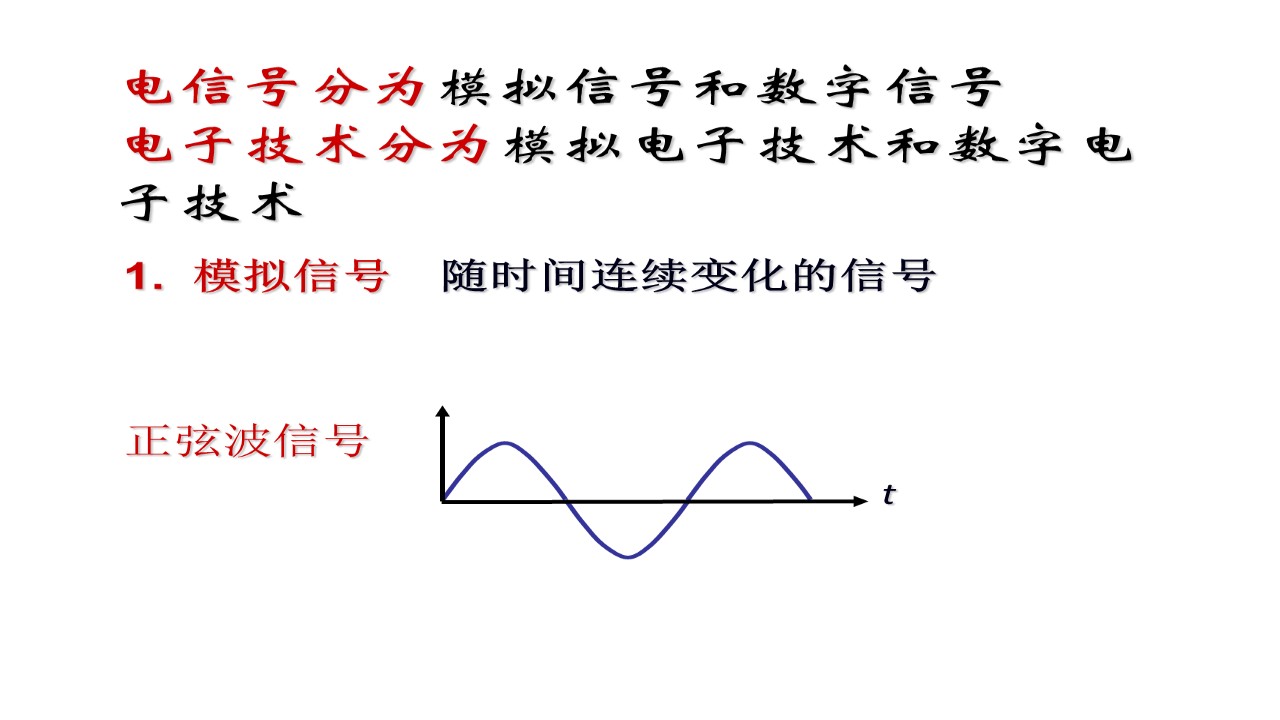 电信号分为模拟信号和数字信号
电子技术分为模拟电子技术和数字电
子技术
1. 模拟信号 随时间连续变化的信号
正弦波信号
t